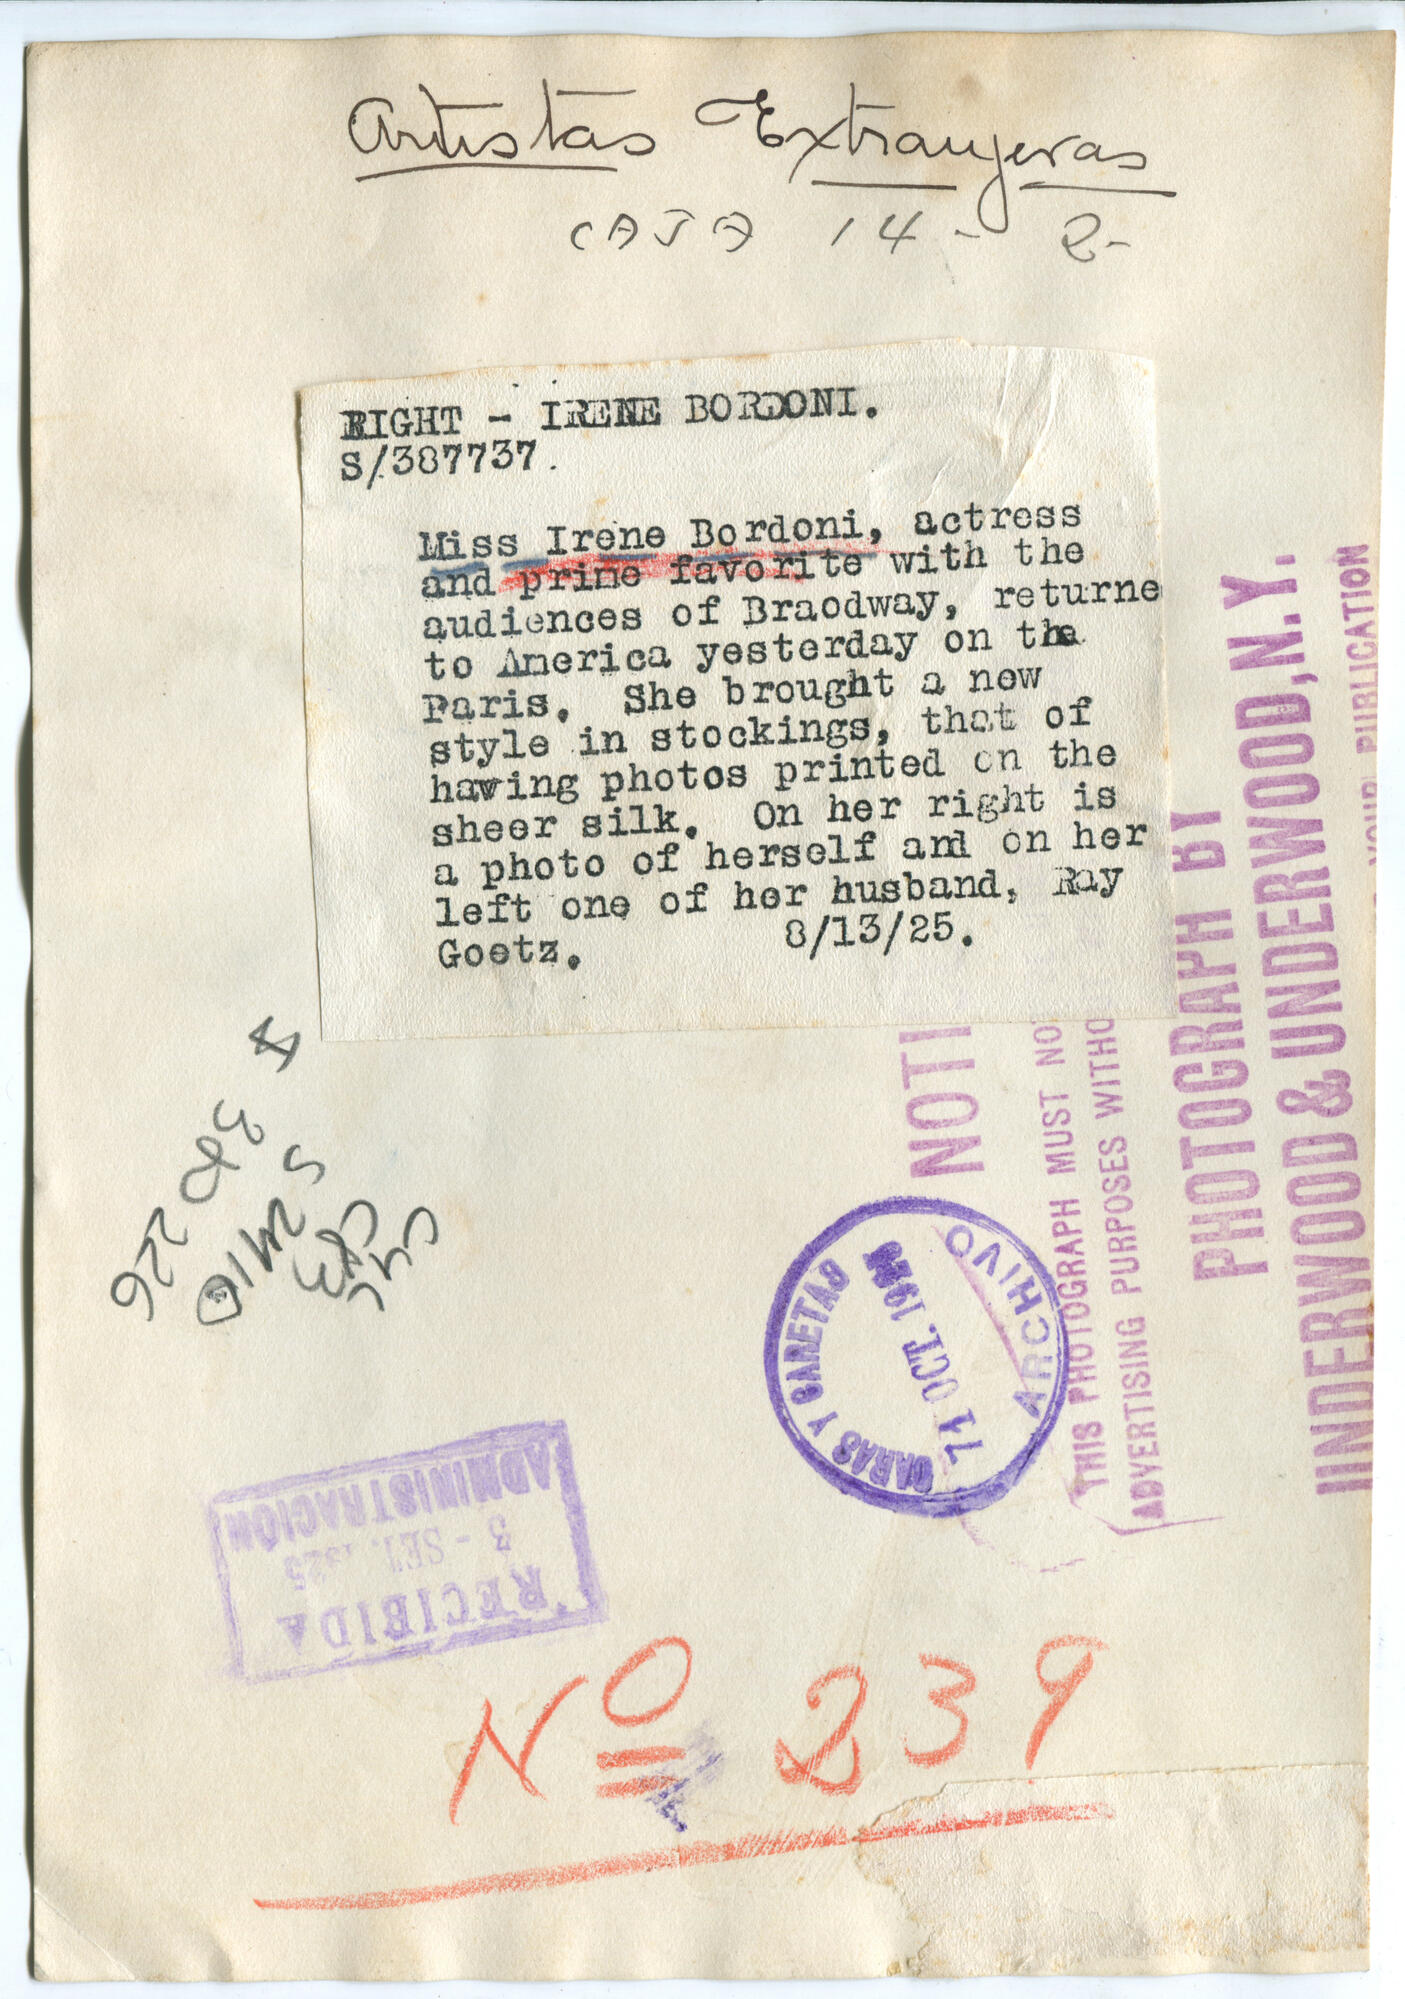 Artistas Extranjeras
CAJA 14 - 2 -
RIGHT - IRENE BORDONI.
S/387737.
Miss Irene Bordoni, actress
and prime favorite with the
audiences of Braodway, returne
to America yesterday on the
Paris. She brought a new
style in stockings, that of
having photos printed on the
sheer silk. On her right is
a photo of herself and on her
left one of her husband, Ray
Goetz. 8/13/25.
NOTI
THIS PHOTOGRAPH MUST NOT
ADVERTISING PURPOSES WITHO
PHOTOGRAPH BY
UNDERWOOD & UNDERWOOD, N.Y.
YOUR PUBLICATION
CARAS Y CARETAS
OCT. 19
ARCHIVO
RECIBIDA
3 - SET. 1925
ADMINISTRACIÓN
226
Nº 239